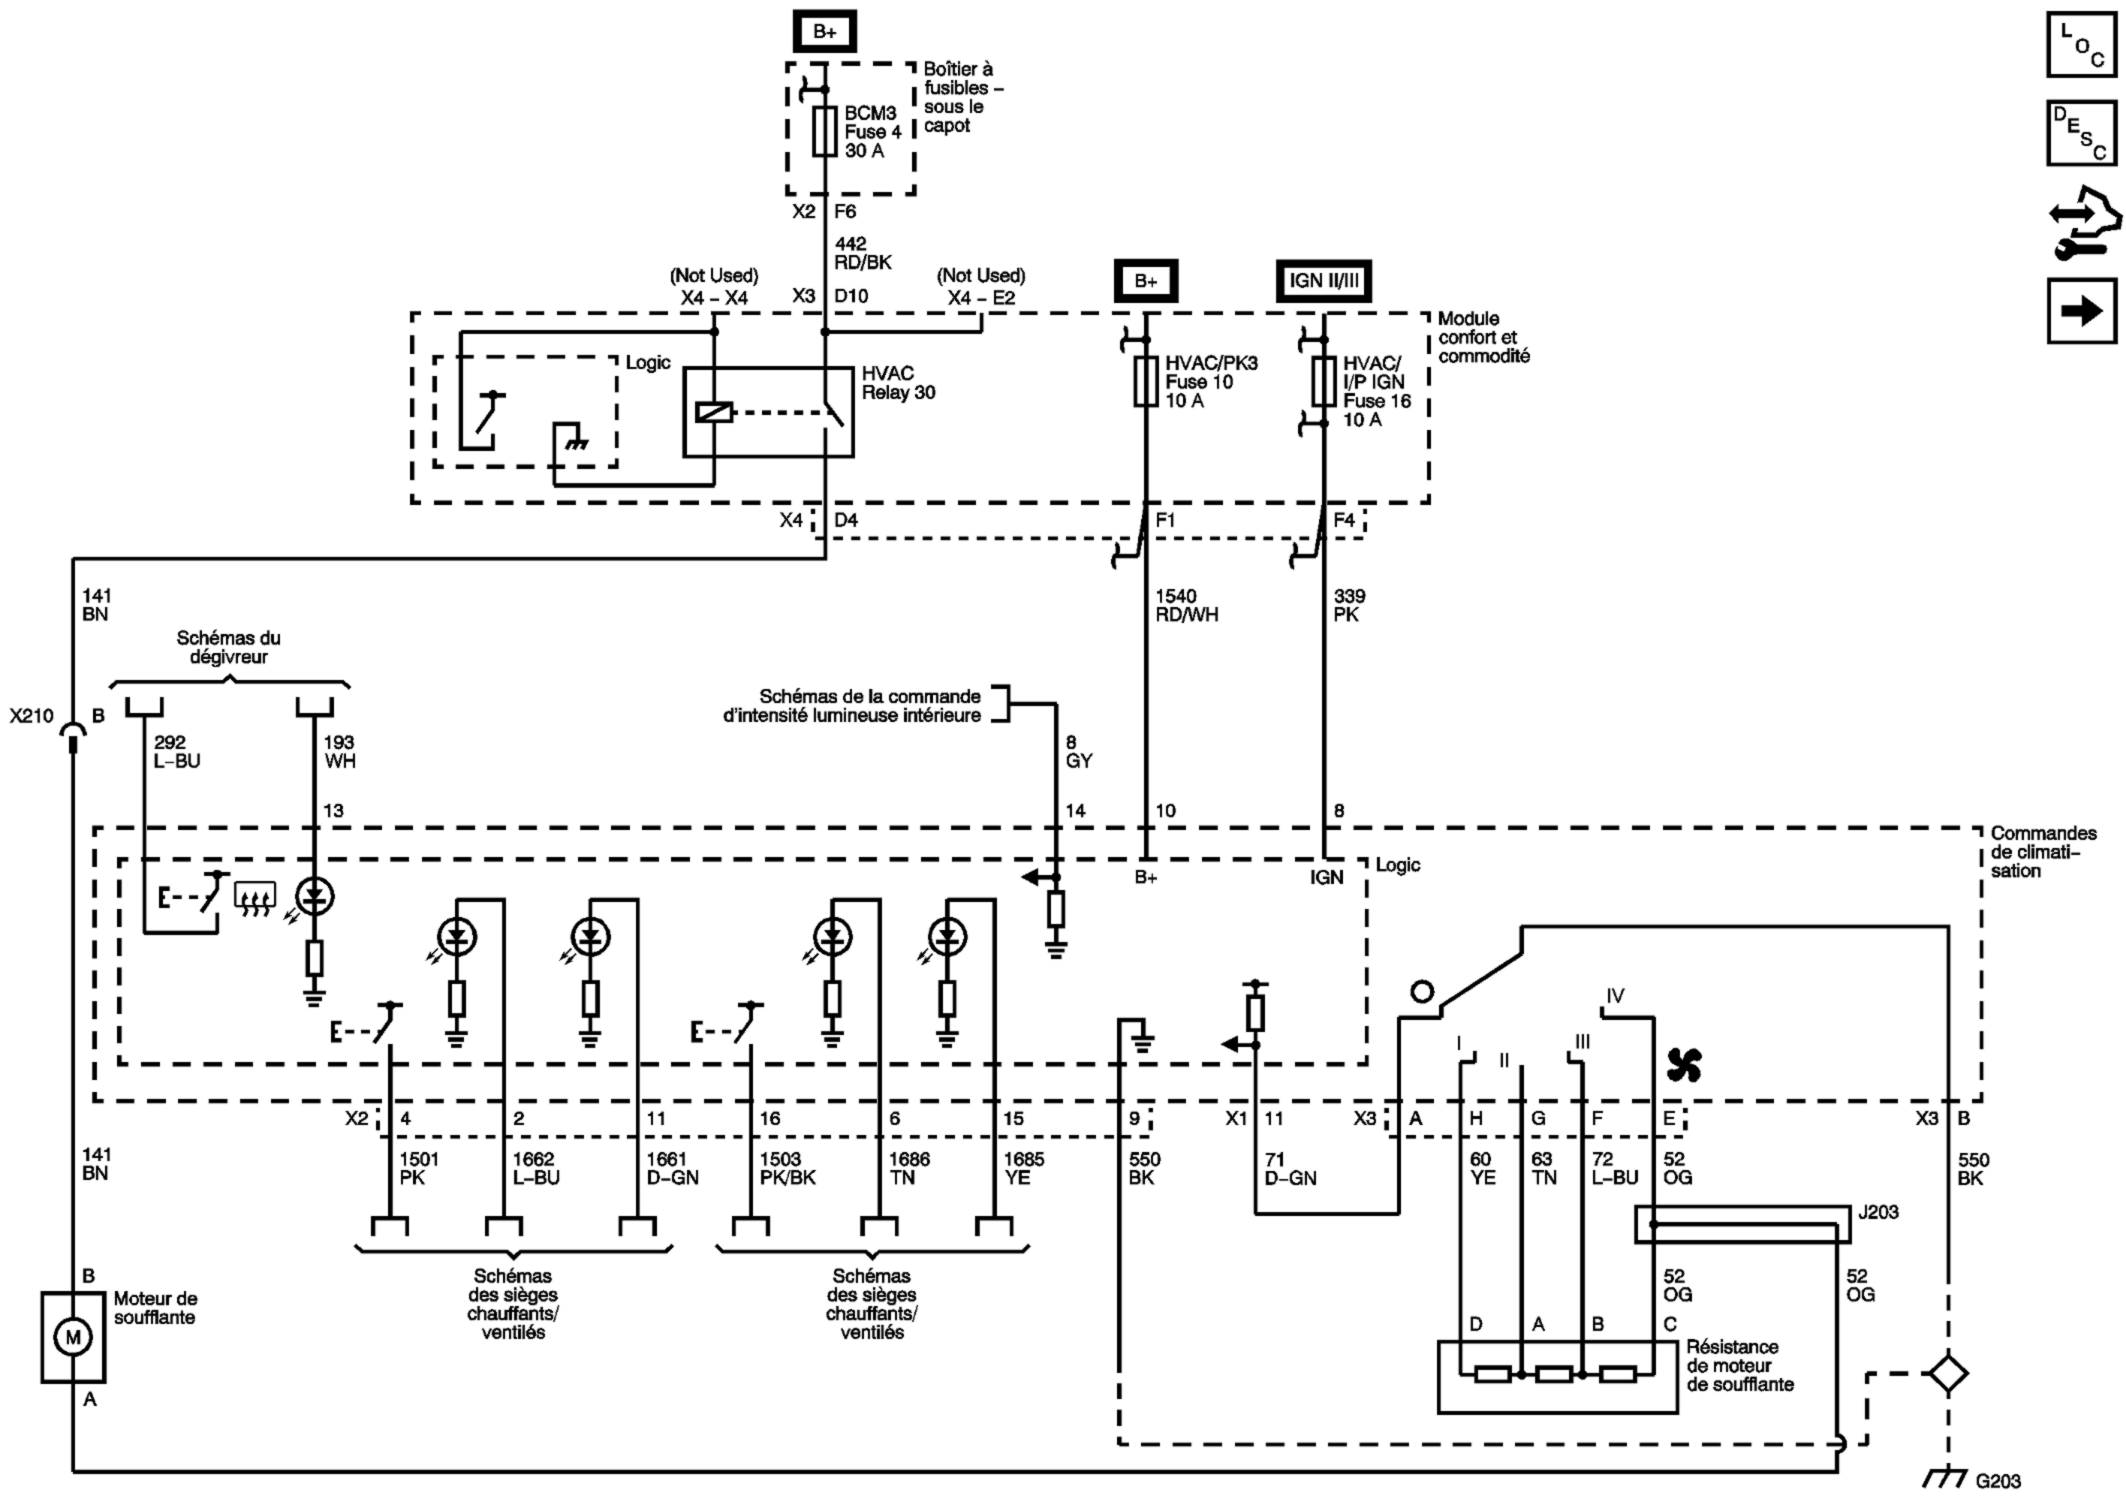 B+
L
O
C
Boîtier à
fusibles –
sous le
capot
BCM3
Fuse 4
30 A
D
E
S
C
X2 F6
442
RD/BK
(Not Used)
X4 – X4
X3 D10
(Not Used)
X4 – E2
B+
IGN II/III
Module
confort et
commodité
Logic
HVAC
Relay 30
HVAC/PK3
Fuse 10
10 A
HVAC/
I/P IGN
Fuse 16
10 A
X4 D4
F1
F4
141
BN
1540
RD/WH
339
PK
Schémas du
dégivreur
X210 B
Schémas de la commande
d'intensité lumineuse intérieure
292
L–BU
193
WH
8
GY
13
14
10
8
Commandes
de climati–
sation
Logic
B+
IGN
I
II
III
IV
X2 4
2
11
16
6
15
9
X1 11
X3 A
H
G
F
E
X3 B
141
BN
1501
PK
1662
L–BU
1661
D–GN
1503
PK/BK
1686
TN
1685
YE
550
BK
71
D–GN
60
YE
63
TN
72
L–BU
52
OG
550
BK
J203
Schémas
des sièges
chauffants/
ventilés
Schémas
des sièges
chauffants/
ventilés
52
OG
52
OG
B
Moteur de
soufflante
M
A
D
A
B
C
Résistance
de moteur
de soufflante
G203